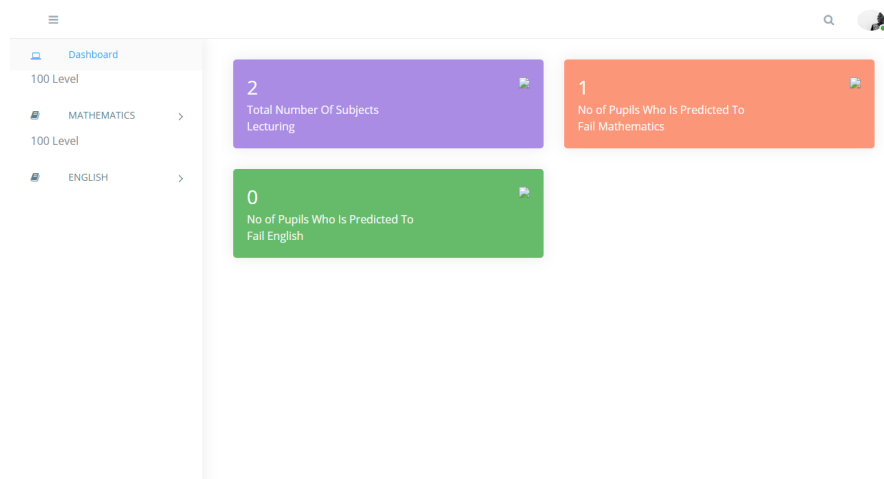 Dashboard
100 Level
MATHEMATICS
100 Level
ENGLISH
2
Total Number Of Subjects
Lecturing
1
No of Pupils Who Is Predicted To
Fail Mathematics
0
No of Pupils Who Is Predicted To
Fail English